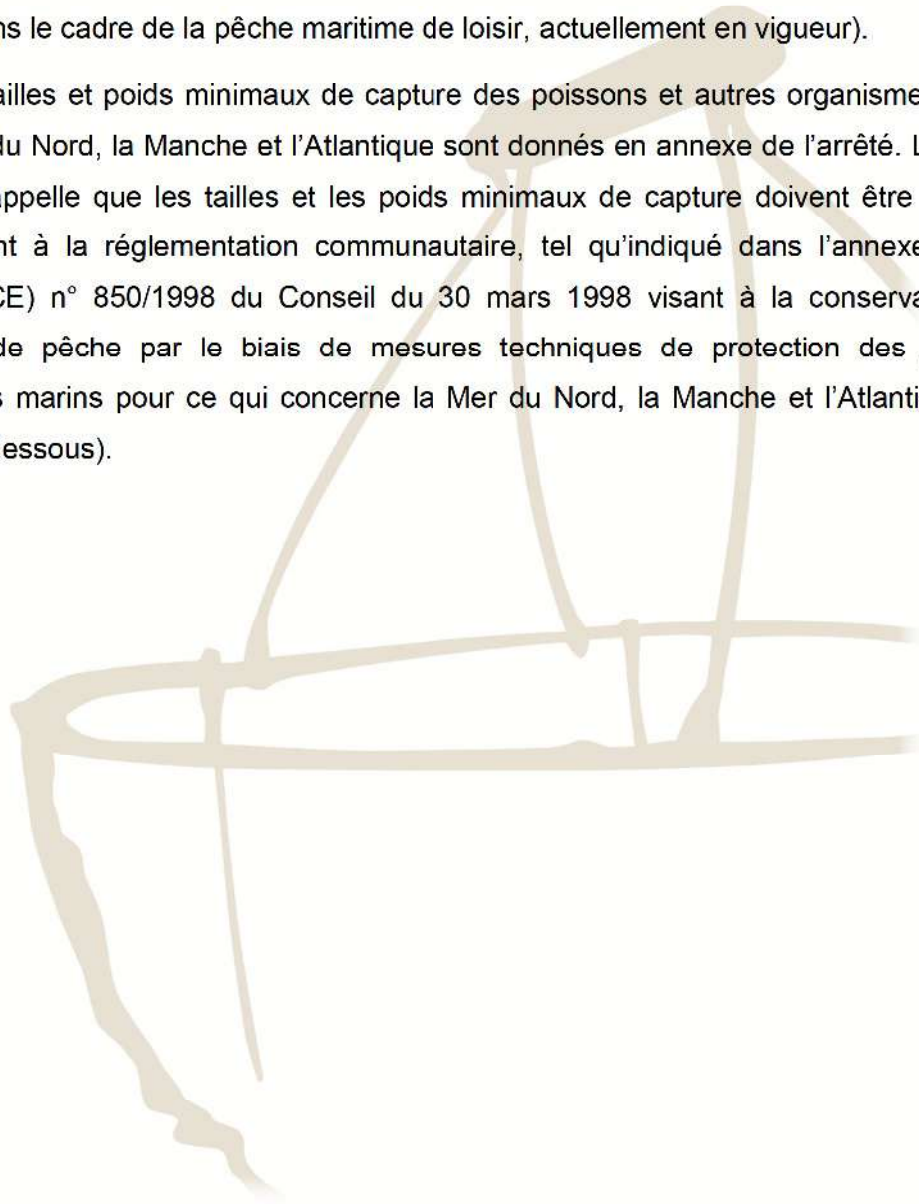 ns le cadre de la pêche maritime de loisir, actuellement en vigueur).
ailles et poids minimaux de capture des poissons et autres organisme
du Nord, la Manche et l'Atlantique sont donnés en annexe de l'arrêté. L
appelle que les tailles et les poids minimaux de capture doivent être
nt à la réglementation communautaire, tel qu'indiqué dans l'annexe
CE) n° 850/1998 du Conseil du 30 mars 1998 visant à la conserva
de pêche par le biais de mesures techniques de protection des
s marins pour ce qui concerne la Mer du Nord, la Manche et l'Atlanti
essous).